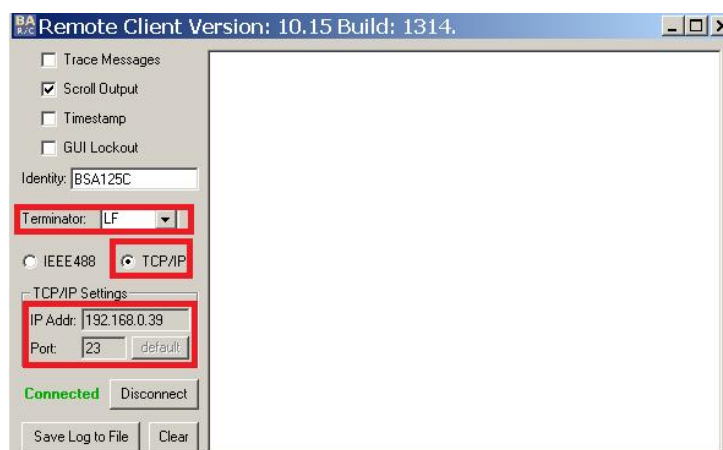 BA R/C Remote Client Version: 10.15 Build: 1314.
Trace Messages
Scroll Output
Timestamp
GUI Lockout
Identity: BSA125C
Terminator: LF
IEEE488 TCP/IP
TCP/IP Settings
IP Addr: 192.168.0.39
Port: 23 default
Connected Disconnect
Save Log to File Clear